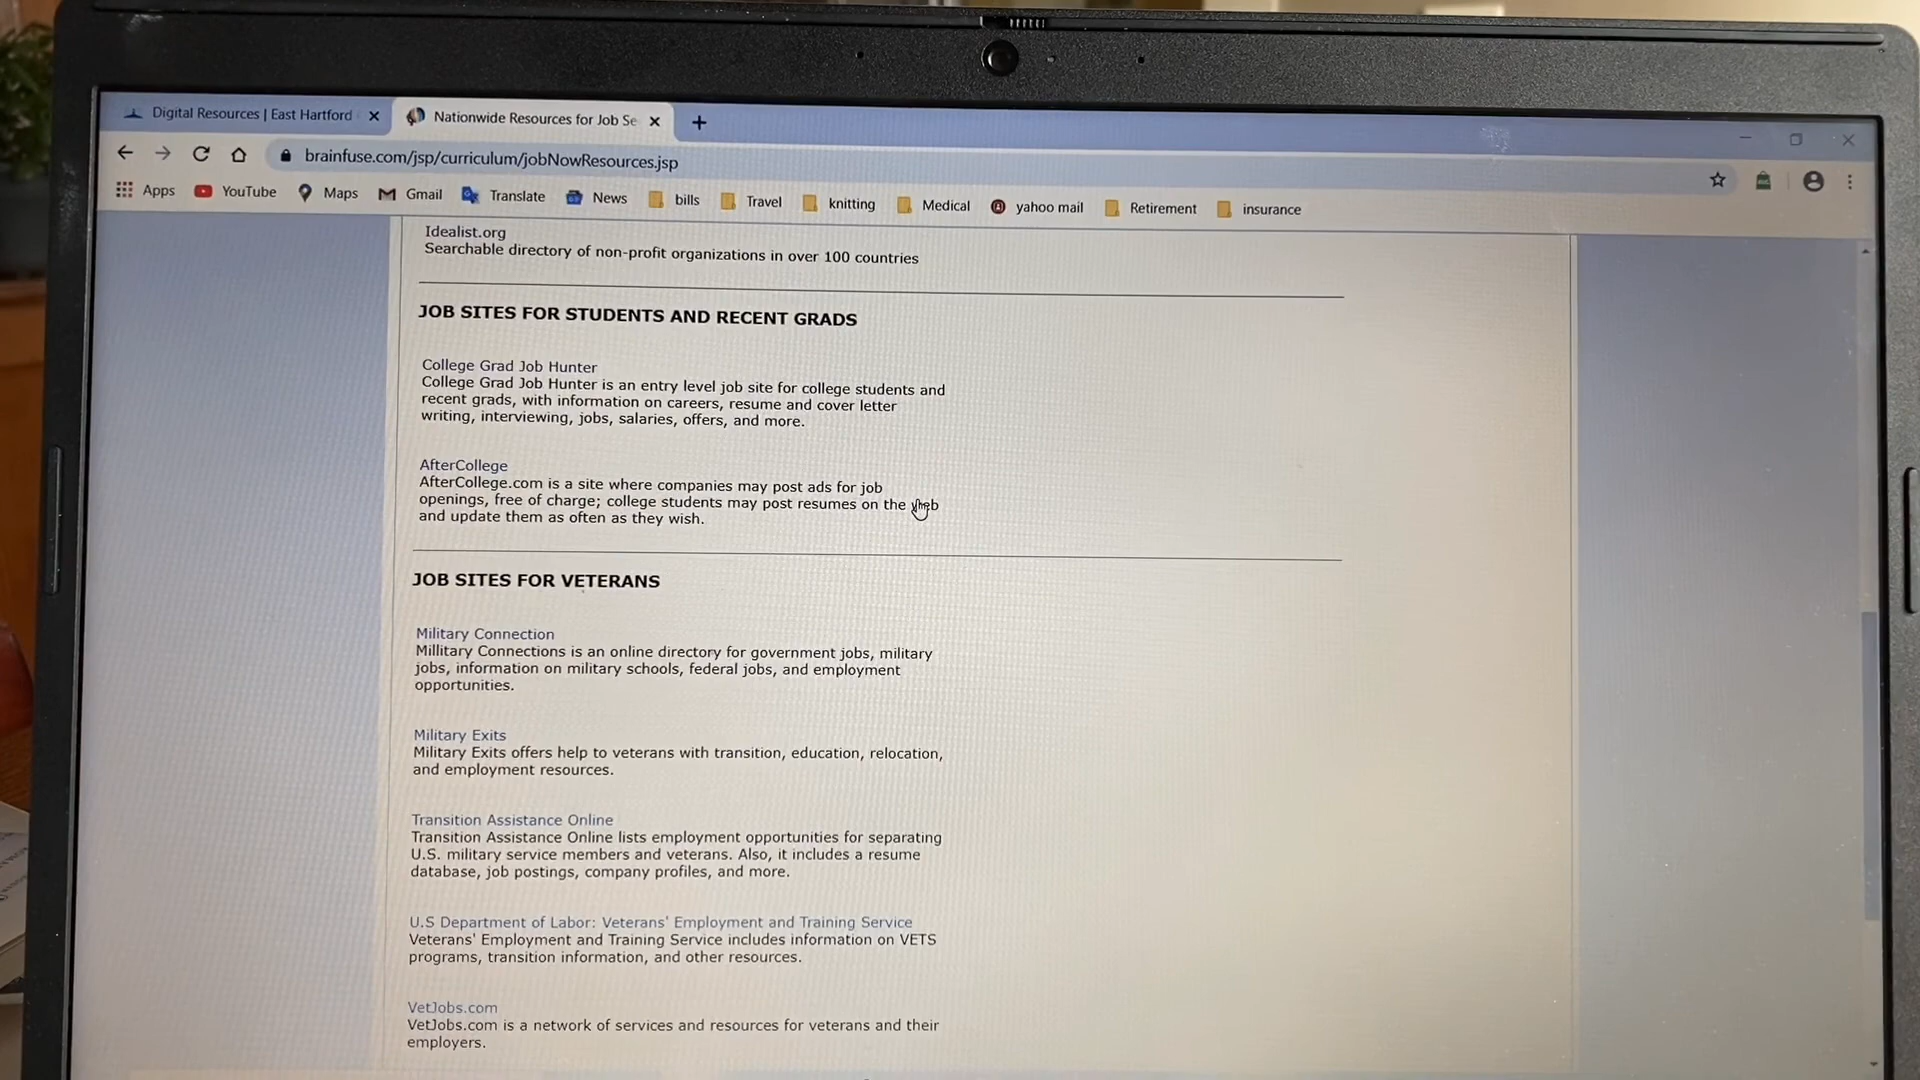 Digital Resources | East Hartford
Nationwide Resources for Job Se
brainfuse.com/jsp/curriculum/jobNowResources.jsp
Apps YouTube Maps Gmail Translate News bills Travel knitting Medical yahoo mail Retirement insurance
Idealist.org
Searchable directory of non-profit organizations in over 100 countries
JOB SITES FOR STUDENTS AND RECENT GRADS
College Grad Job Hunter
College Grad Job Hunter is an entry level job site for college students and
recent grads, with information on careers, resume and cover letter
writing, interviewing, jobs, salaries, offers, and more.
AfterCollege
AfterCollege.com is a site where companies may post ads for job
openings, free of charge; college students may post resumes on the web
and update them as often as they wish.
JOB SITES FOR VETERANS
Military Connection
Millitary Connections is an online directory for government jobs, military
jobs, information on military schools, federal jobs, and employment
opportunities.
Military Exits
Military Exits offers help to veterans with transition, education, relocation,
and employment resources.
Transition Assistance Online
Transition Assistance Online lists employment opportunities for separating
U.S. military service members and veterans. Also, it includes a resume
database, job postings, company profiles, and more.
U.S Department of Labor: Veterans' Employment and Training Service
Veterans' Employment and Training Service includes information on VETS
programs, transition information, and other resources.
VetJobs.com
VetJobs.com is a network of services and resources for veterans and their
employers.